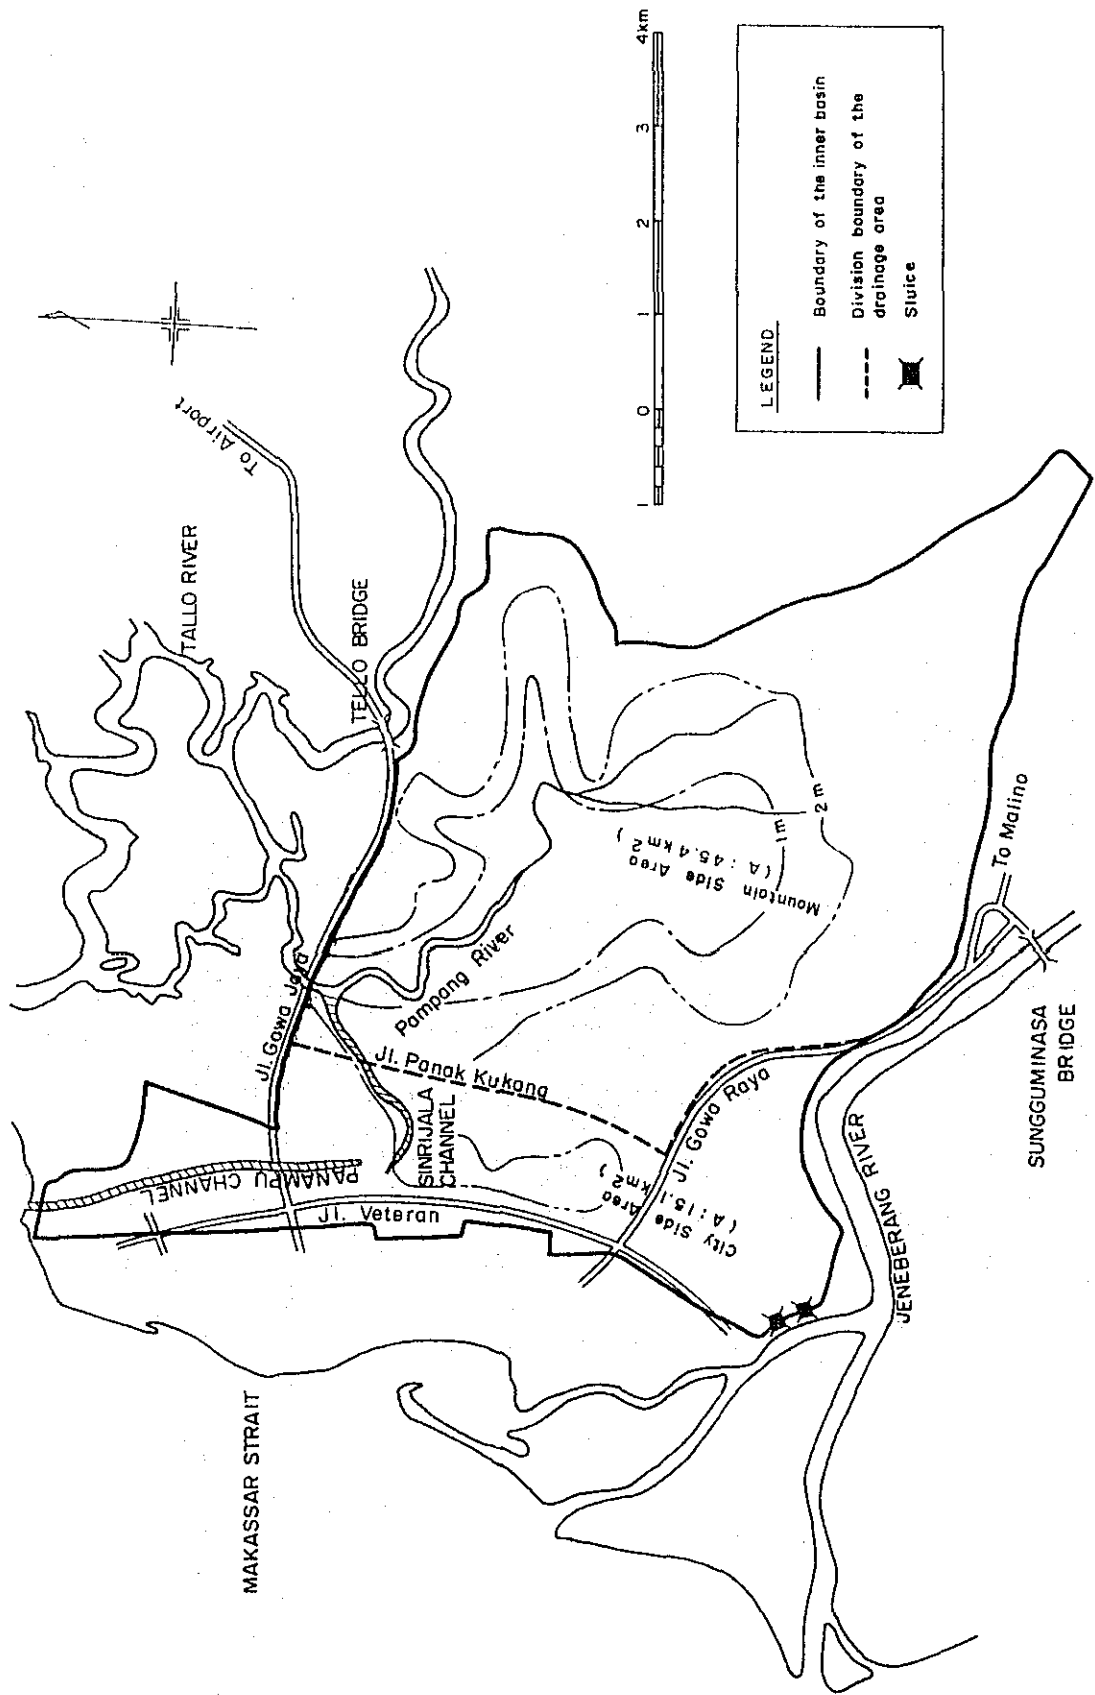 MAKASSAR STRAIT
PANAMPU CHANNEL
Jl. Veteran
SINRIJALA
CHANNEL
Jl. Gowa Jaya
Jl. Panak Kukang
Pampang River
TALLO RIVER
TELLO BRIDGE
To Airport
City Side Area
( A : 15.1 km2 )
Jl. Gowa Raya
Mountain Side Area
( A : 45.4 km2 )
1m
2m
JENEBERANG RIVER
SUNGGUMINASA
BRIDGE
To Malino
1 0 1 2 3 4km
LEGEND
Boundary of the inner basin
Division boundary of the
drainage area
Sluice